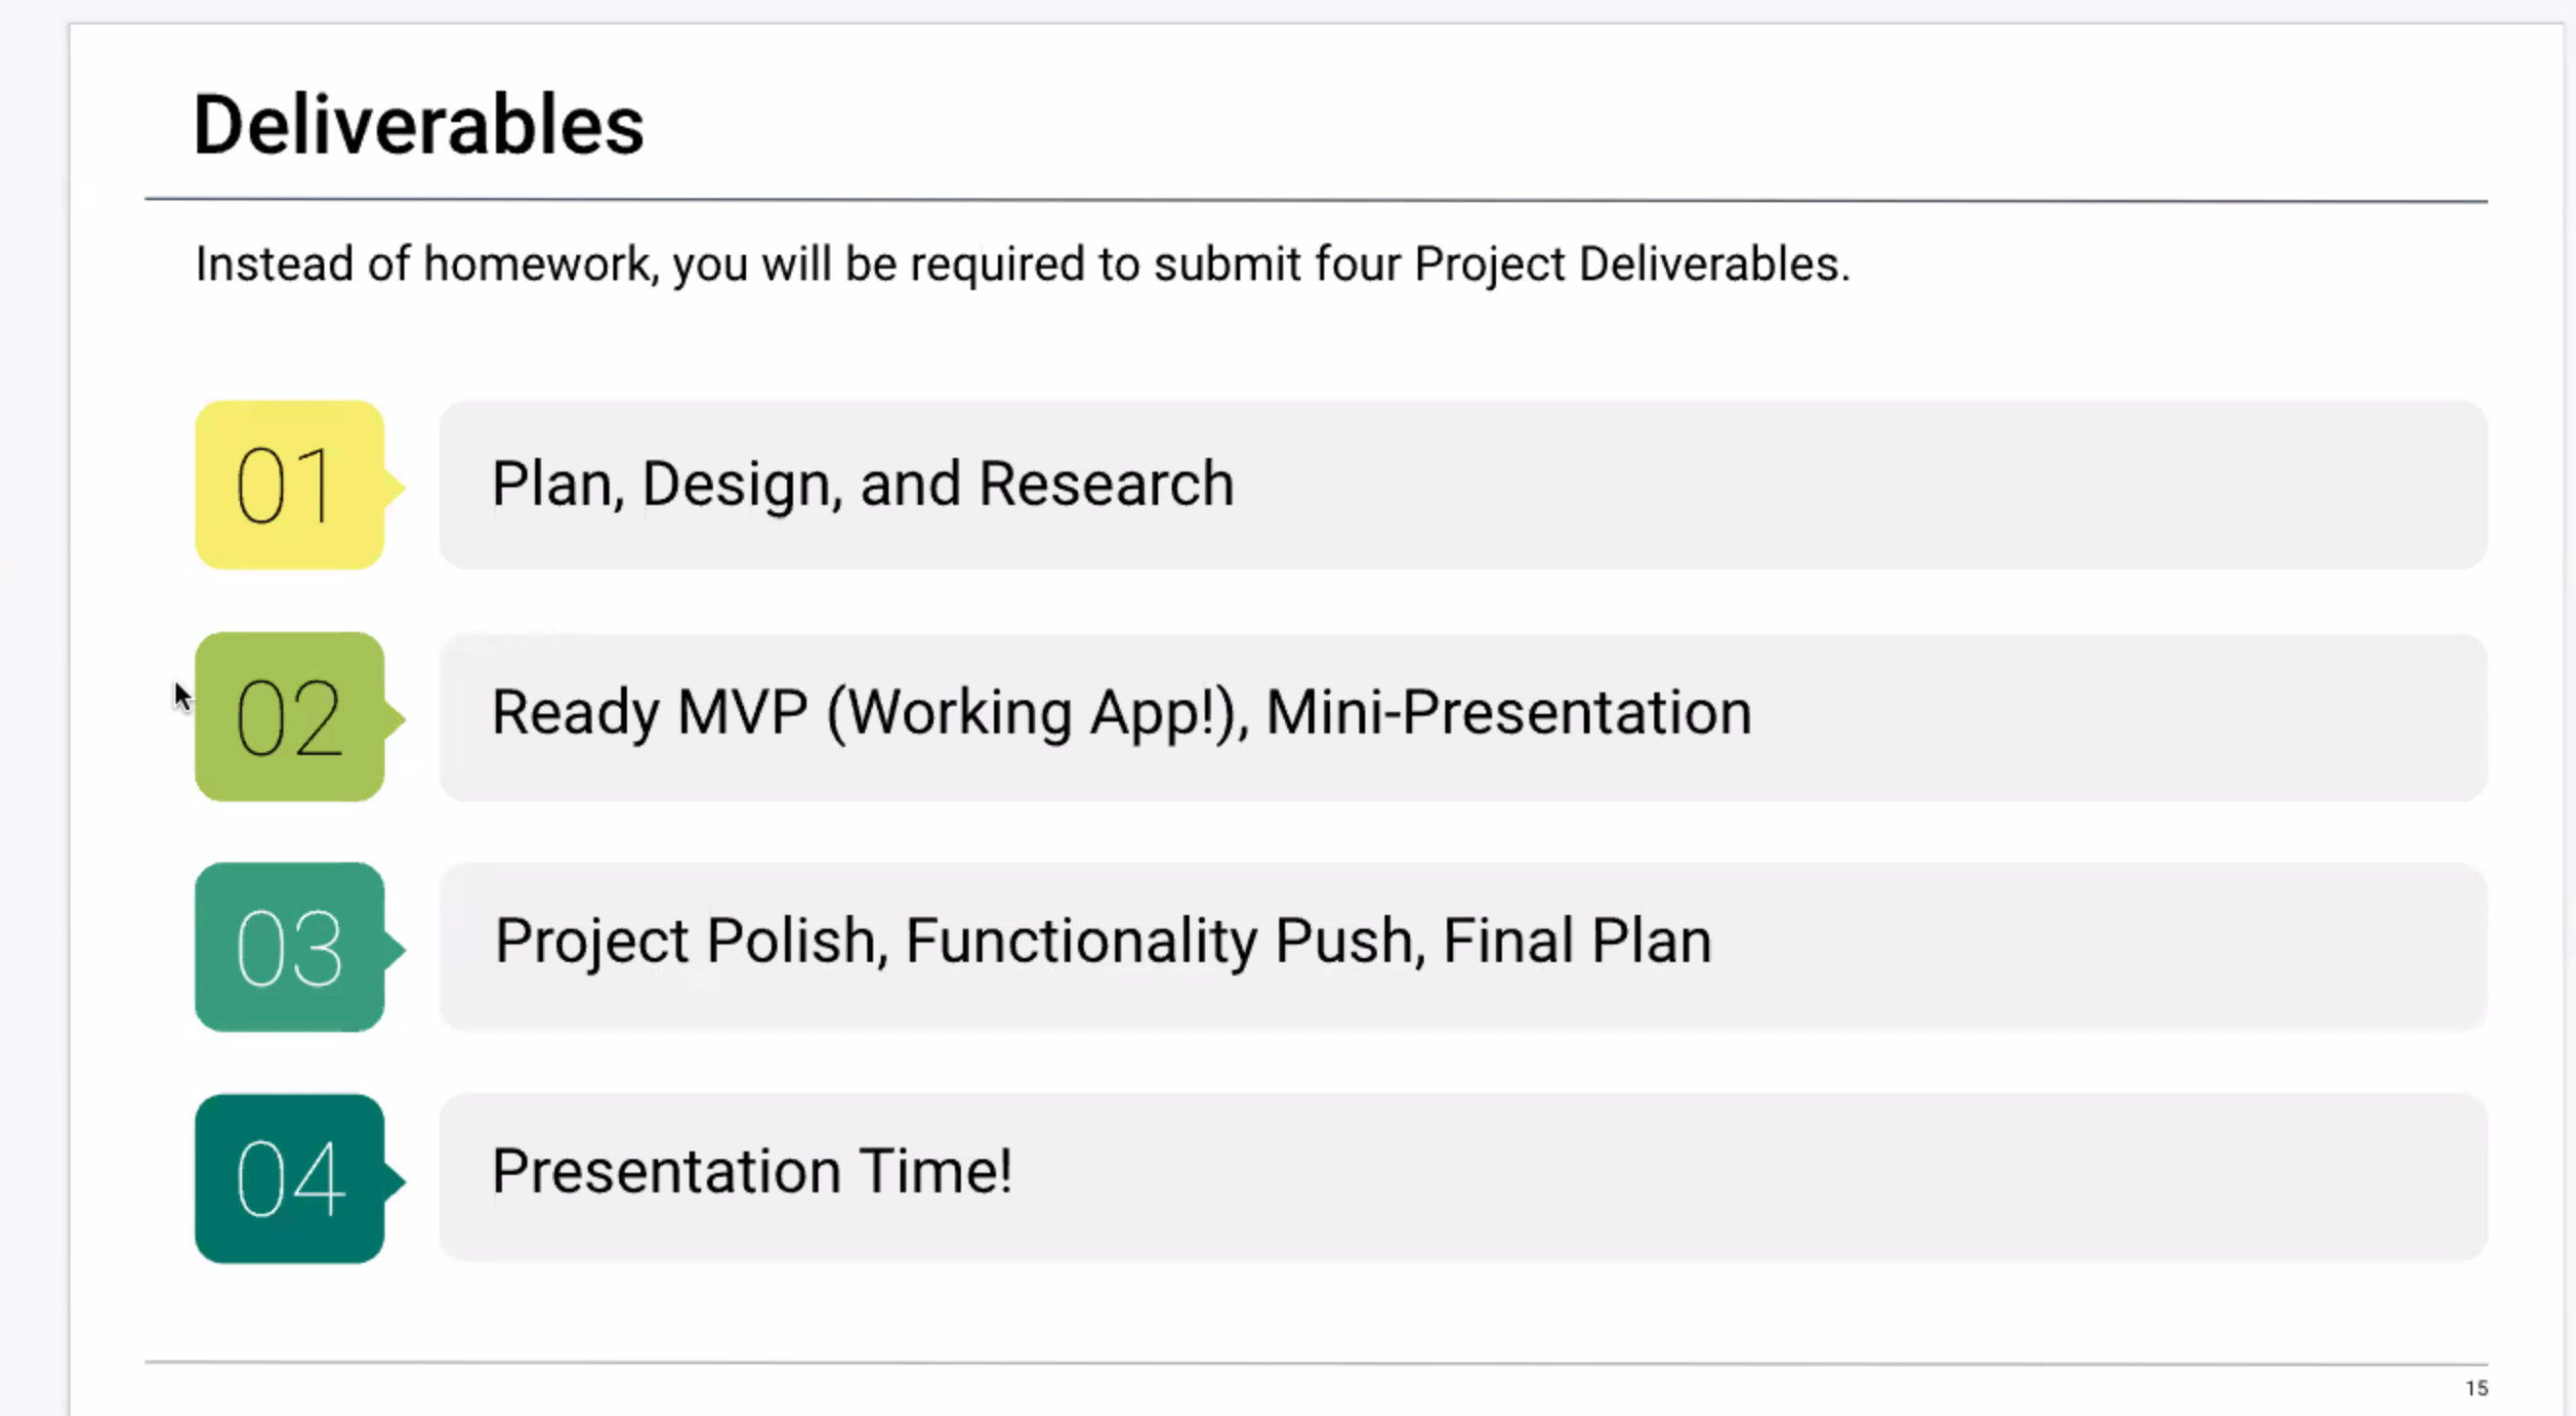 Deliverables
Instead of homework, you will be required to submit four Project Deliverables.
01
Plan, Design, and Research
02
Ready MVP (Working App!), Mini-Presentation
03
Project Polish, Functionality Push, Final Plan
04
Presentation Time!
15